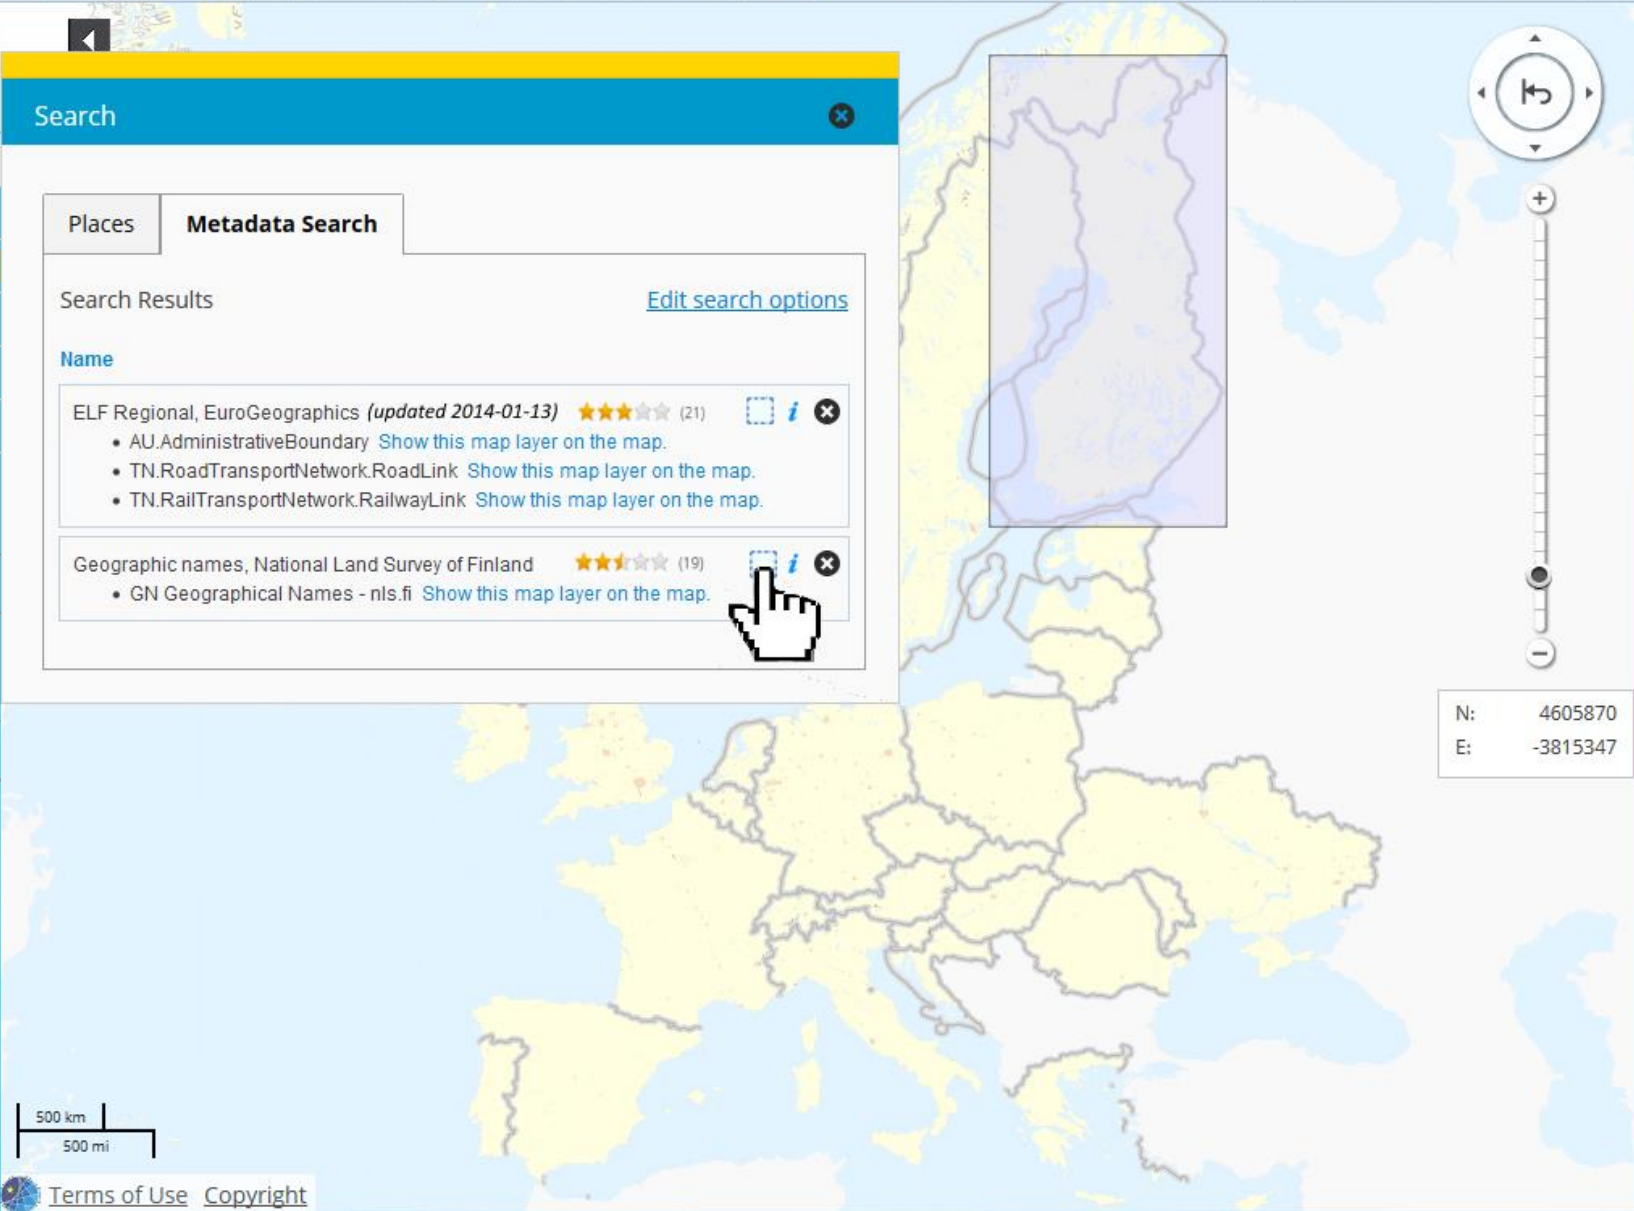 Search
Places
Metadata Search
Search Results
Edit search options
Name
ELF Regional, EuroGeographics (updated 2014-01-13) (21)
• AU.AdministrativeBoundary Show this map layer on the map.
• TN.RoadTransportNetwork.RoadLink Show this map layer on the map.
• TN.RailTransportNetwork.RailwayLink Show this map layer on the map.
Geographic names, National Land Survey of Finland (19)
• GN Geographical Names - nls.fi Show this map layer on the map.
N: 4605870
E: -3815347
500 km
500 mi
Terms of Use Copyright